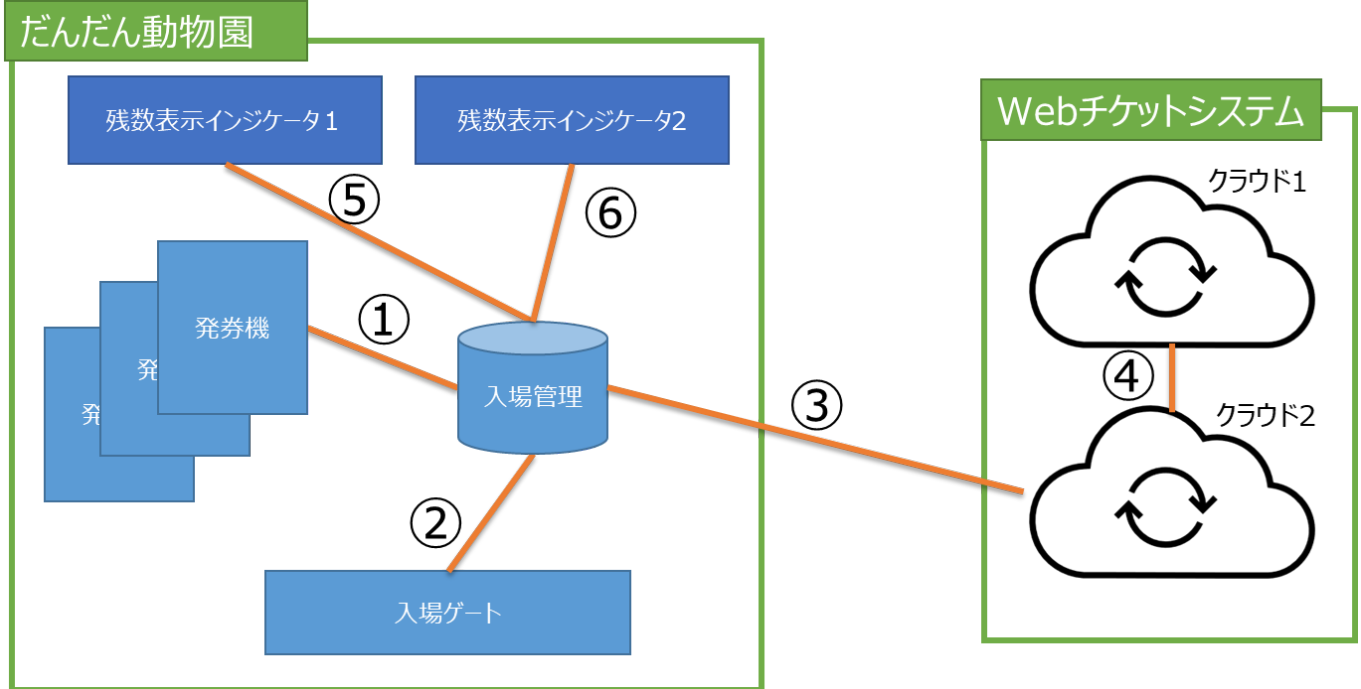 だんだん動物園
残数表示インジケータ1
残数表示インジケータ2
Webチケットシステム
クラウド1
⑤
⑥
発券機
①
発
発
入場管理
③
④
クラウド2
②
入場ゲート